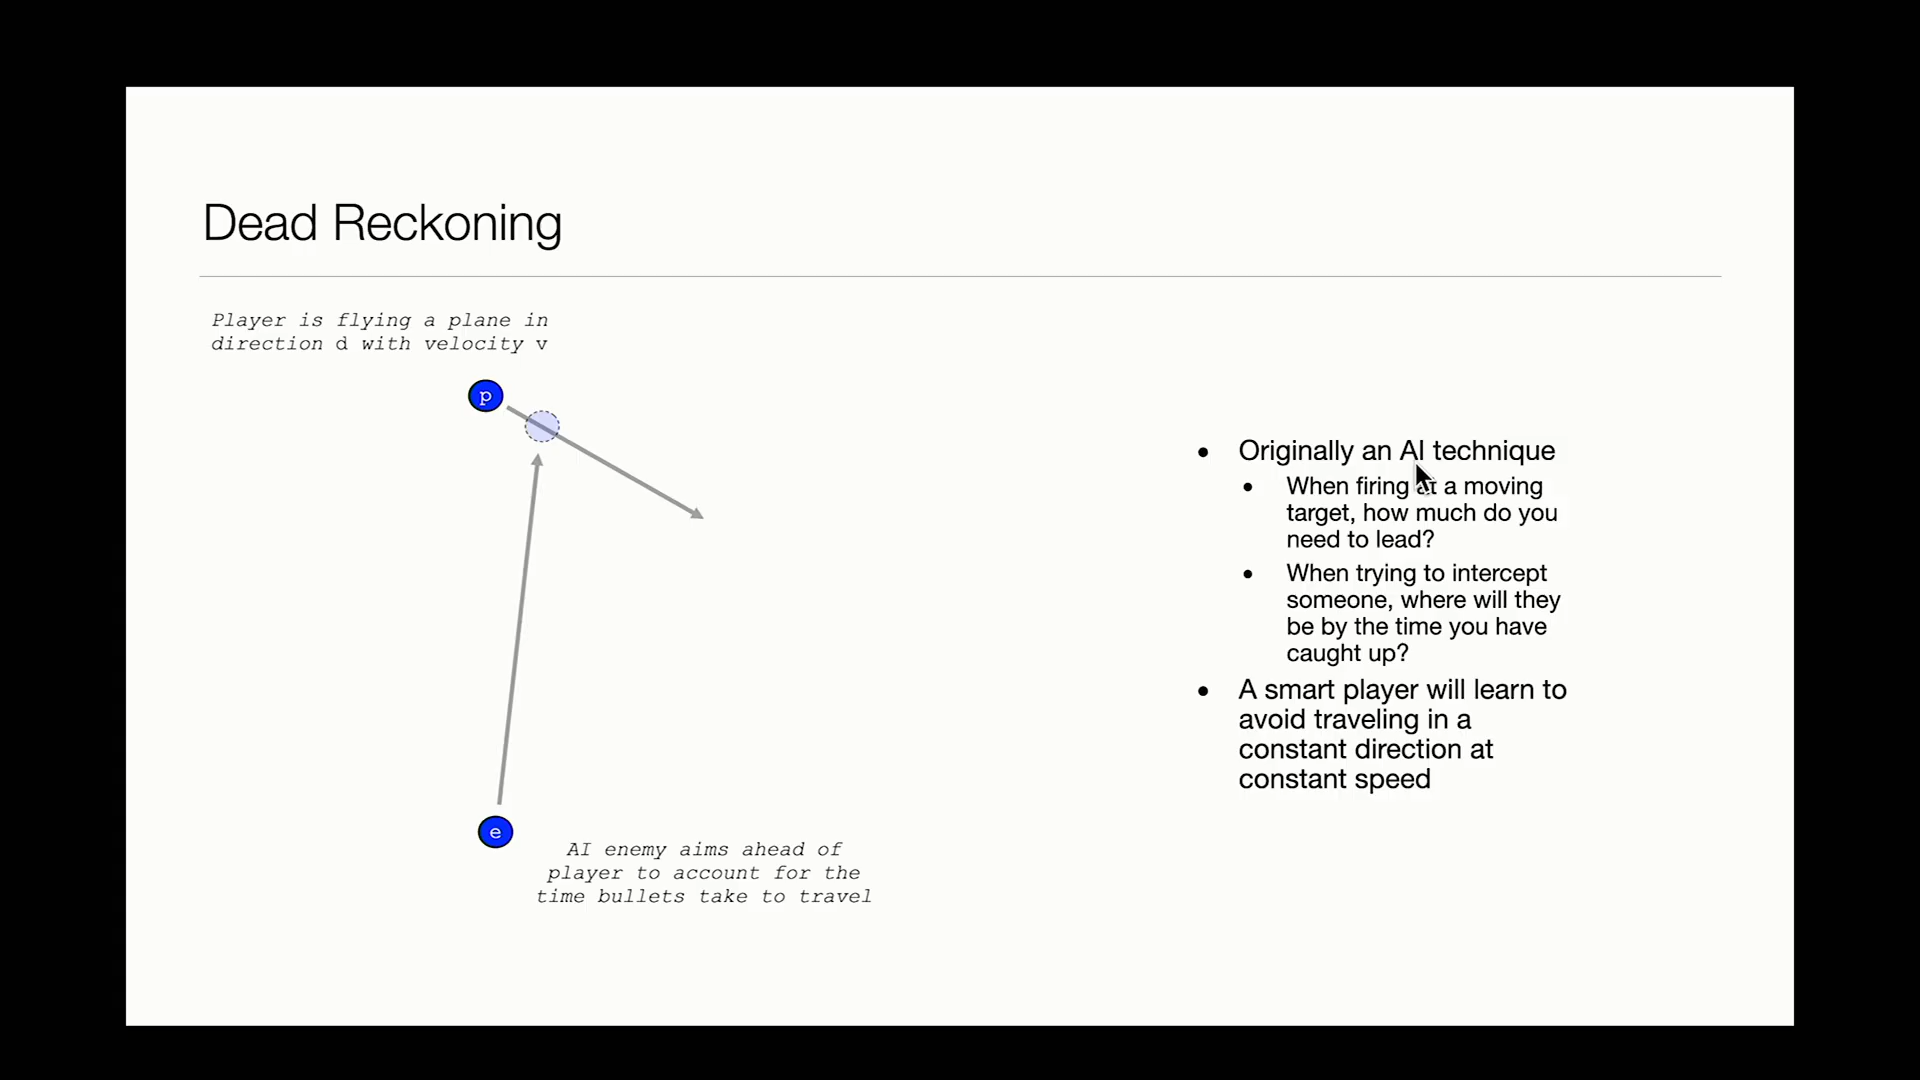 Dead Reckoning
Player is flying a plane in
direction d with velocity v
p
e
AI enemy aims ahead of
player to account for the
time bullets take to travel
• Originally an AI technique
• When firing at a moving
target, how much do you
need to lead?
• When trying to intercept
someone, where will they
be by the time you have
caught up?
• A smart player will learn to
avoid traveling in a
constant direction at
constant speed